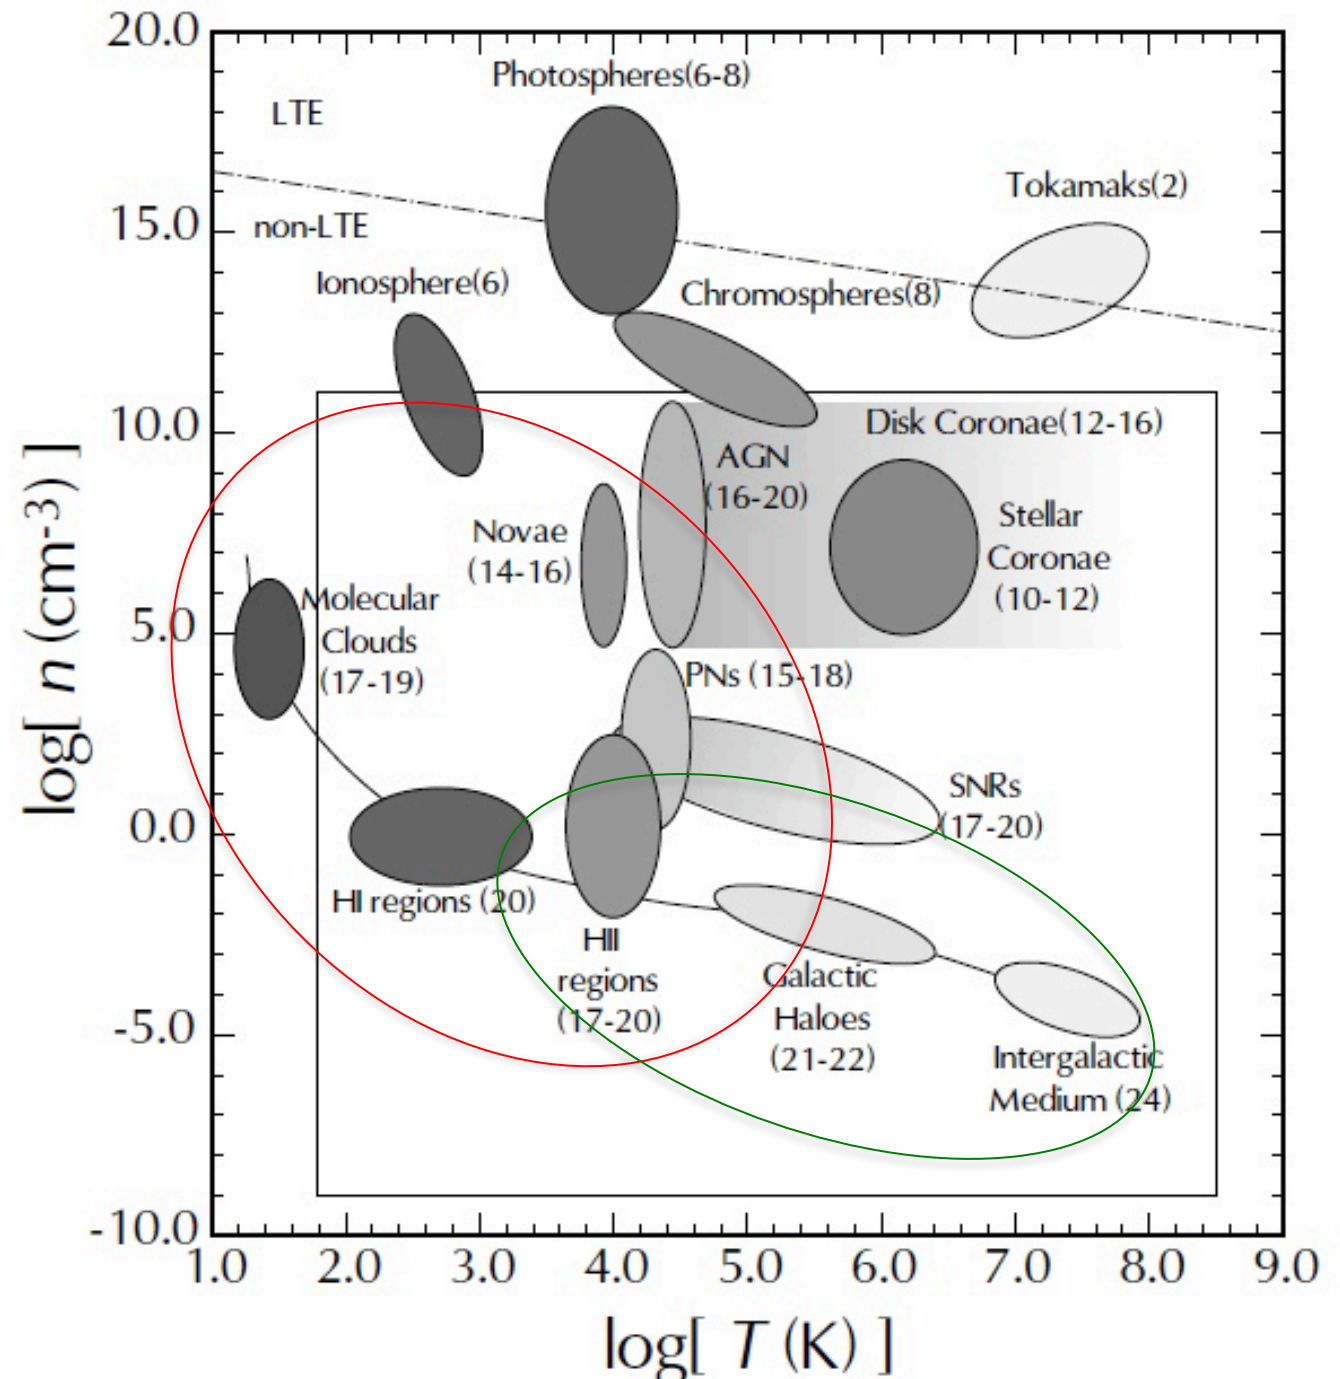 20.0
15.0
10.0
5.0
0.0
-5.0
-10.0
log[ n (cm-3) ]
Photospheres(6-8)
LTE
non-LTE
Tokamaks(2)
Ionosphere(6)
Chromospheres(8)
Disk Coronae(12-16)
AGN
(16-20)
Novae
(14-16)
Stellar
Coronae
(10-12)
Molecular
Clouds
(17-19)
PNs (15-18)
SNRs
(17-20)
HI regions (20)
HII
regions
(17-20)
Galactic
Haloes
(21-22)
Intergalactic
Medium (24)
1.0 2.0 3.0 4.0 5.0 6.0 7.0 8.0 9.0
log[ T (K) ]